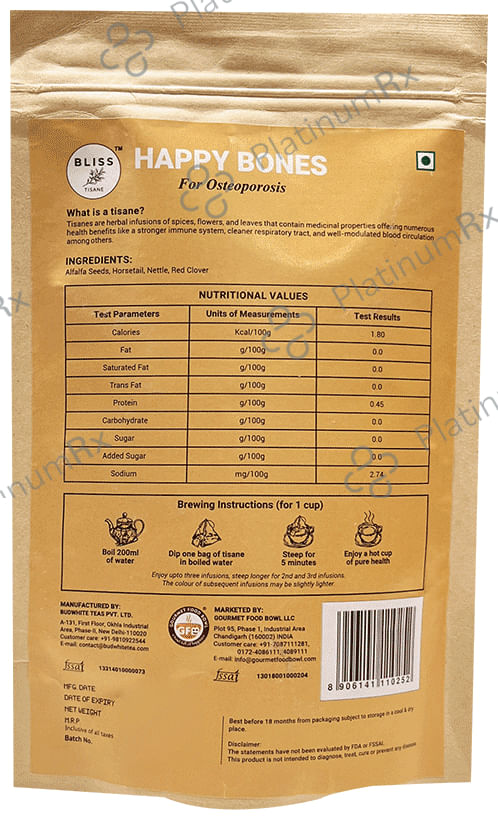 BLISS
TISANE
TM
HAPPY BONES
For Osteoporosis
What is a tisane?
Tisanes are herbal infusions of spices, flowers, and leaves that contain medicinal properties offering numerous
health benefits like a stronger immune system, cleaner respiratory tract, and well-modulated blood circulation
among others.
INGREDIENTS:
Alfalfa Seeds, Horsetail, Nettle, Red Clover
NUTRITIONAL VALUES
Test Parameters Units of Measurements Test Results
Calories Kcal/100g 1.80
Fat g/100g 0.0
Saturated Fat g/100g 0.0
Trans Fat g/100g 0.0
Protein g/100g 0.45
Carbohydrate g/100g 0.0
Sugar g/100g 0.0
Added Sugar g/100g 0.0
Sodium mg/100g 2.74
Brewing Instructions (for 1 cup)
Boil 200ml
of water
Dip one bag of tisane
in boiled water
Steep for
5 minutes
Enjoy a hot cup
of pure health
Enjoy upto three infusions, steep longer for 2nd and 3rd infusions.
The colour of subsequent infusions may be slightly lighter.
MANUFACTURED BY:
BUDWHITE TEAS PVT. LTD.
A-131, First Floor, Okhla Industrial
Area, Phase-II, New Delhi-110020
Customer care: +91-9810922544
E-mail: contact@budwhitetea.com
fssai 13314010000073
GOURMET FOOD BOWL
GFB
MARKETED BY:
GOURMET FOOD BOWL LLC
Plot 95, Phase 1, Industrial Area
Chandigarh (160002) INDIA
Customer care: +91-7087111281,
0172-4086111, 4089111
E-mail: info@gourmetfoodbowl.com
fssai 13018001000204
8 906141 110252
MFG. DATE
DATE OF EXPIRY
NET WEIGHT
M.R.P
Inclusive of all taxes
Batch No.
Best before 18 months from packaging subject to storage in a cool & dry
place.
Disclaimer:
The statements have not been evaluated by FDA or FSSAI.
This product is not intended to diagnose, treat, cure or prevent any disease.
PlatinumRx
PlatinumRx
PlatinumRx
PlatinumRx